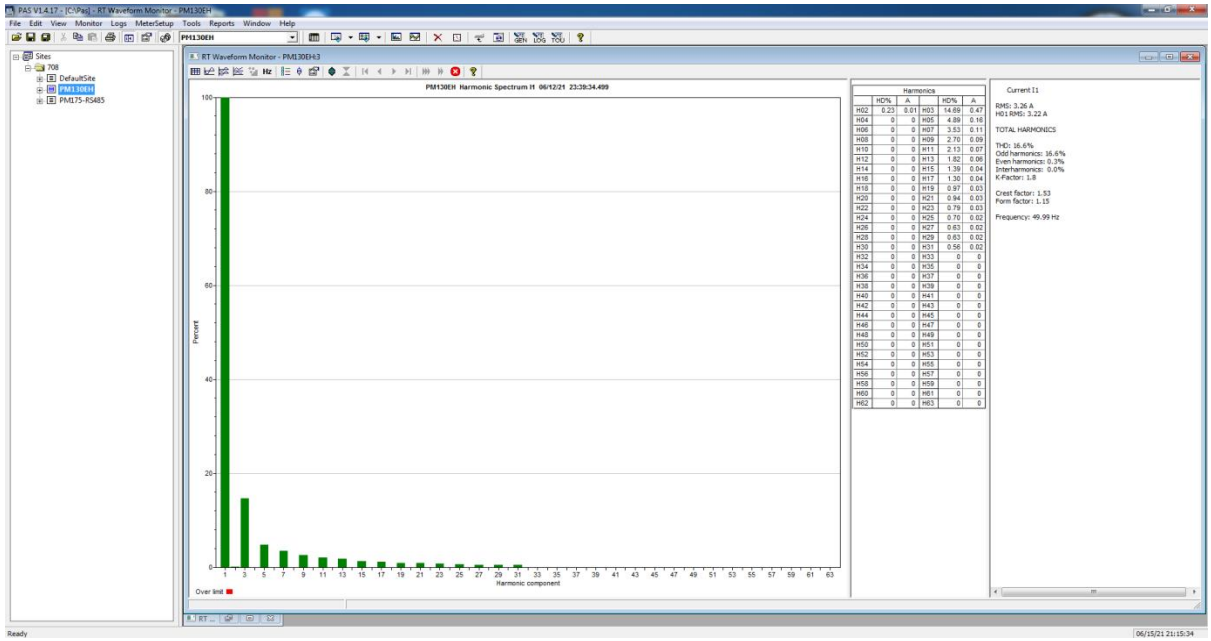 PAS V1.4.17 - [C:\Pas] - RT Waveform Monitor - PM130EH
File Edit View Monitor Logs MeterSetup Tools Reports Window Help
PM130EH
GEN LOG TOU
Sites
708
DefaultSite
PM130EH
PM175-RS485
RT Waveform Monitor - PM130EH:3
Hz
PM130EH Harmonic Spectrum I1 06/12/21 23:39:34.499
Percent
100
80
60
40
20
0
1 3 5 7 9 11 13 15 17 19 21 23 25 27 29 31 33 35 37 39 41 43 45 47 49 51 53 55 57 59 61 63
Harmonic component
Over limit
Harmonics
HD% A HD% A
H02 0.23 0.01 H03 14.69 0.47
H04 0 0 H05 4.89 0.16
H06 0 0 H07 3.53 0.11
H08 0 0 H09 2.70 0.09
H10 0 0 H11 2.13 0.07
H12 0 0 H13 1.82 0.06
H14 0 0 H15 1.39 0.04
H16 0 0 H17 1.30 0.04
H18 0 0 H19 0.97 0.03
H20 0 0 H21 0.94 0.03
H22 0 0 H23 0.79 0.03
H24 0 0 H25 0.70 0.02
H26 0 0 H27 0.63 0.02
H28 0 0 H29 0.63 0.02
H30 0 0 H31 0.56 0.02
H32 0 0 H33 0 0
H34 0 0 H35 0 0
H36 0 0 H37 0 0
H38 0 0 H39 0 0
H40 0 0 H41 0 0
H42 0 0 H43 0 0
H44 0 0 H45 0 0
H46 0 0 H47 0 0
H48 0 0 H49 0 0
H50 0 0 H51 0 0
H52 0 0 H53 0 0
H54 0 0 H55 0 0
H56 0 0 H57 0 0
H58 0 0 H59 0 0
H60 0 0 H61 0 0
H62 0 0 H63 0 0
Current I1
RMS: 3.26 A
H01 RMS: 3.22 A
TOTAL HARMONICS
THD: 16.6%
Odd harmonics: 16.6%
Even harmonics: 0.3%
Interharmonics: 0.0%
K-Factor: 1.8
Crest factor: 1.53
Form factor: 1.15
Frequency: 49.99 Hz
RT ...
Ready
06/15/21 21:15:34